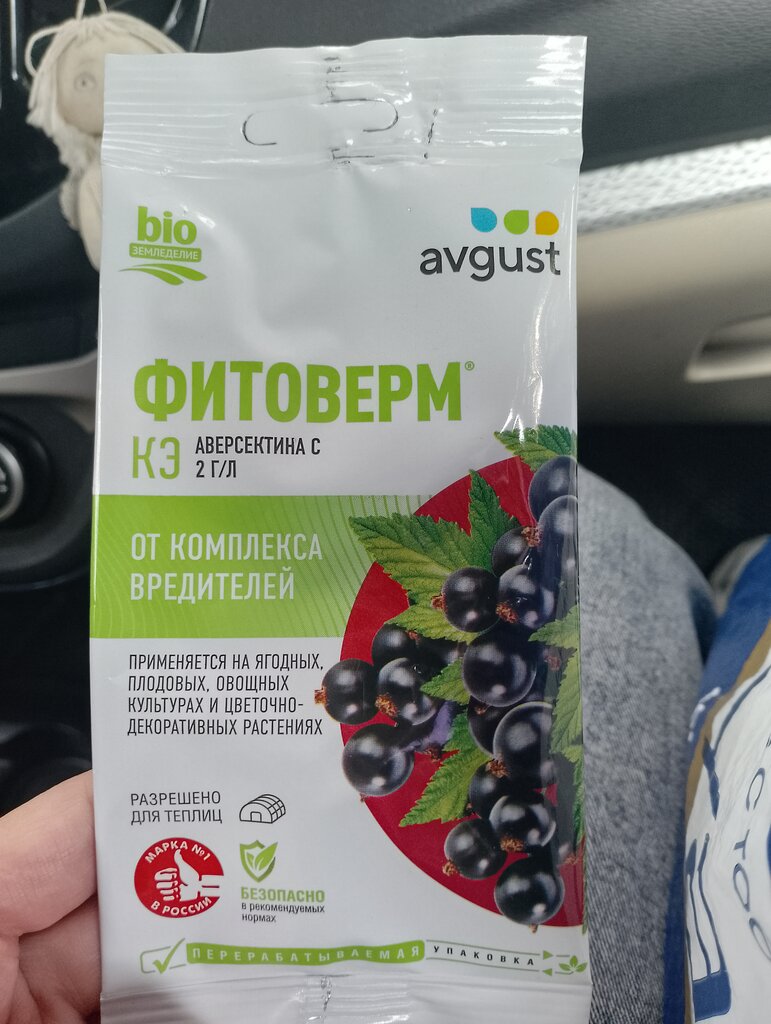 bio
ЗЕМЛЕДЕЛИЕ
avgust
ФИТОВЕРМ®
КЭ
АВЕРСЕКТИНА С
2 Г/Л
ОТ КОМПЛЕКСА
ВРЕДИТЕЛЕЙ
ПРИМЕНЯЕТСЯ НА ЯГОДНЫХ,
ПЛОДОВЫХ, ОВОЩНЫХ
КУЛЬТУРАХ И ЦВЕТОЧНО-
ДЕКОРАТИВНЫХ РАСТЕНИЯХ
РАЗРЕШЕНО
ДЛЯ ТЕПЛИЦ
МАРКА №1
В РОССИИ
БЕЗОПАСНО
в рекомендуемых
нормах
ПЕРЕРАБАТЫВАЕМАЯ УПАКОВКА